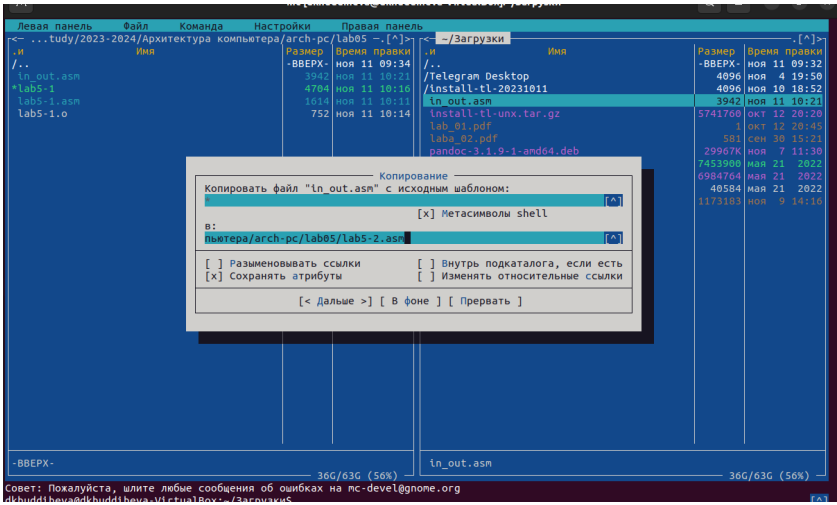 Левая панель    Файл    Команда    Настройки    Правая панель
<─ ...tudy/2023-2024/Архитектура компьютера/arch-pc/lab05 ─.[^]>
<─ ~/Загрузки ─.[^]>
.и Имя Размер Время правки
.и Имя Размер Время правки
/.. -ВВЕРХ- ноя 11 09:34
/.. -ВВЕРХ- ноя 11 09:32
in_out.asm 3942 ноя 11 10:21
/Telegram Desktop 4096 ноя 4 19:50
*lab5-1 4704 ноя 11 10:16
/install-tl-20231011 4096 ноя 10 18:52
lab5-1.asm 1614 ноя 11 10:11
in_out.asm 3942 ноя 11 10:21
lab5-1.o 752 ноя 11 10:14
install-tl-unx.tar.gz 5741760 окт 12 20:20
lab_01.pdf 1 окт 12 20:45
laba_02.pdf 581 сен 30 15:21
pandoc-3.1.9-1-amd64.deb 29967K ноя 7 11:30
7453900 мая 21 2022
6984764 мая 21 2022
40584 мая 21 2022
1173183 ноя 9 14:16
Копирование
Копировать файл "in_out.asm" с исходным шаблоном:
* [^]
[x] Метасимволы shell
в:
пьютера/arch-pc/lab05/lab5-2.asm [^]
[ ] Разыменовывать ссылки [ ] Внутрь подкаталога, если есть
[x] Сохранять атрибуты [ ] Изменять относительные ссылки
[< Дальше >] [ В фоне ] [ Прервать ]
-ВВЕРХ-
in_out.asm
36G/63G (56%)
36G/63G (56%)
Совет: Пожалуйста, шлите любые сообщения об ошибках на mc-devel@gnome.org
dkbuddiheva@dkbuddiheva-VirtualBox:~/Загрузки$ [^]